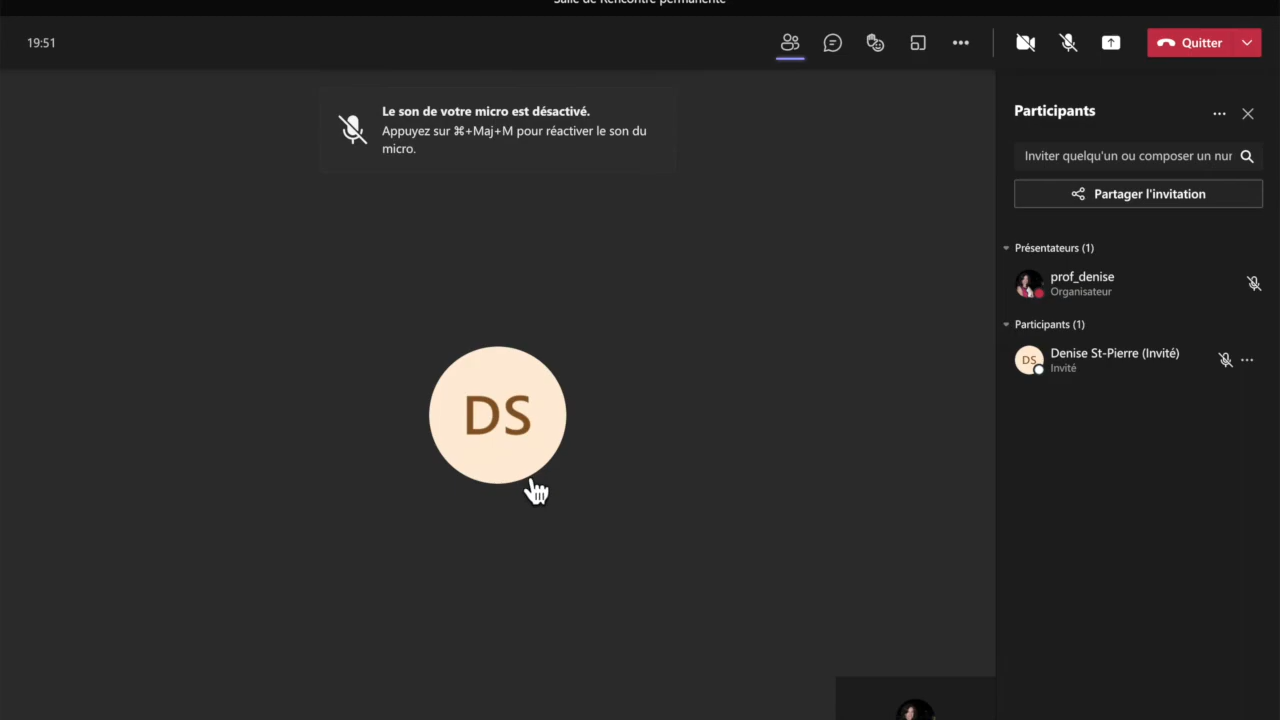 Salle de Rencontre permanente
19:51
Quitter
Le son de votre micro est désactivé.
Appuyez sur ⌘+Maj+M pour réactiver le son du
micro.
DS
Participants
Inviter quelqu'un ou composer un nur
Partager l'invitation
Présentateurs (1)
prof_denise
Organisateur
Participants (1)
DS
Denise St-Pierre (Invité)
Invité